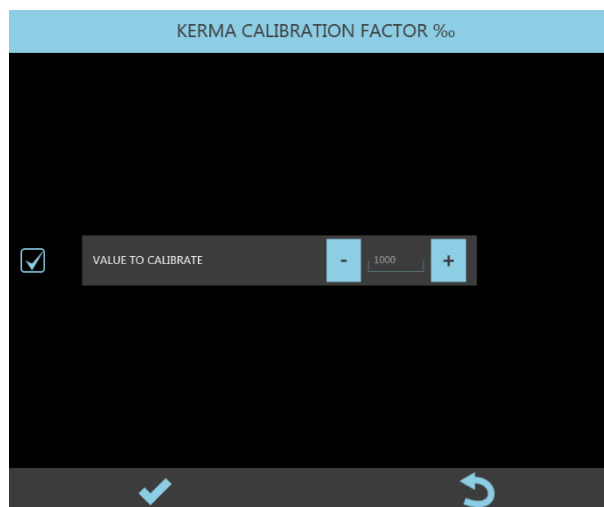 KERMA CALIBRATION FACTOR ‰
VALUE TO CALIBRATE - 1000 +